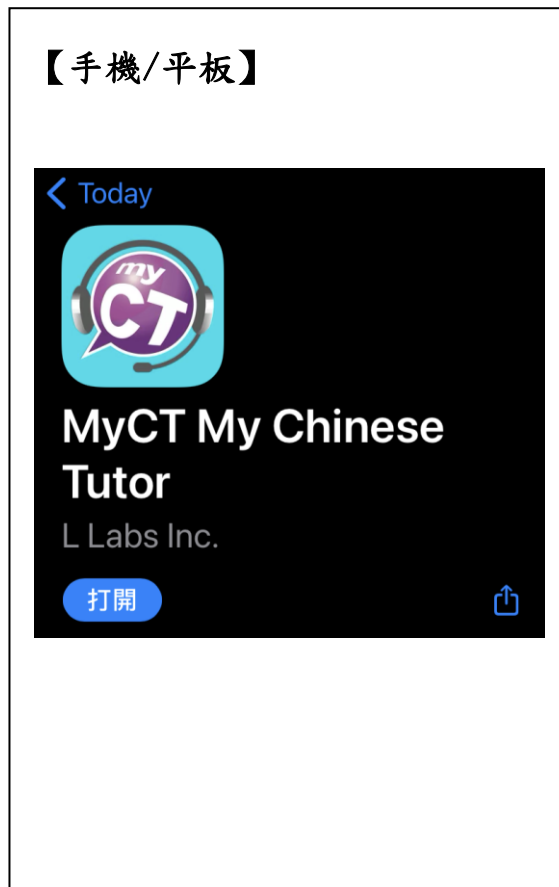 【手機/平板】
Today
my
CT
MyCT My Chinese
Tutor
L Labs Inc.
打開